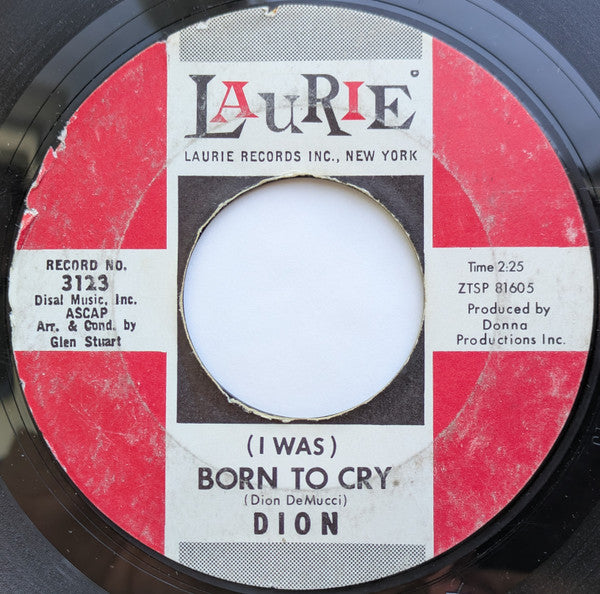 LAURIE
LAURIE RECORDS INC., NEW YORK
RECORD NO.
3123
Disal Music, Inc.
ASCAP
Arr. & Cond. by
Glen Stuart
Time 2:25
ZTSP 81605
Produced by
Donna
Productions Inc.
(I WAS)
BORN TO CRY
(Dion DeMucci)
DION